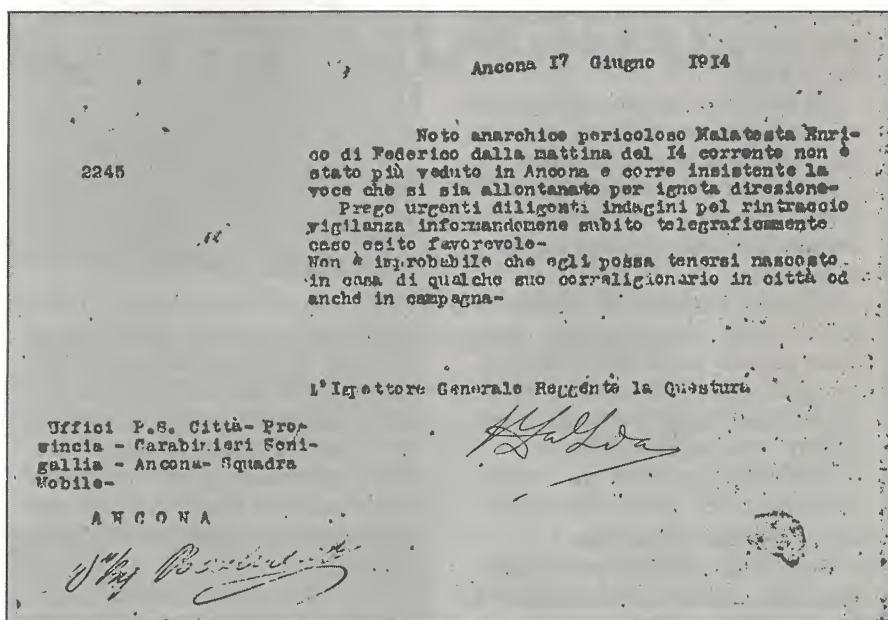 Ancona I7 Giugno I9I4
2245
Noto anarchico pericoloso Malatesta Enri-
co di Federico dalla mattina del I4 corrente non è
stato più veduto in Ancona e corre insistente la
voce che si sia allontanato per ignota direzione-
Prego urgenti diligenti indagini pel rintraccio
vigilanza informandomene subito telegraficamente
caso esito favorevole-
Non è improbabile che egli possa tenersi nascosto
in casa di qualche suo correligionario in città od
anche in campagna-
L'Ispettore Generale Reggente la Questura
Uffici P.S. Città- Pro-
vincia - Carabinieri Seni-
gallia - Ancona- Squadra
Mobile-
ANCONA